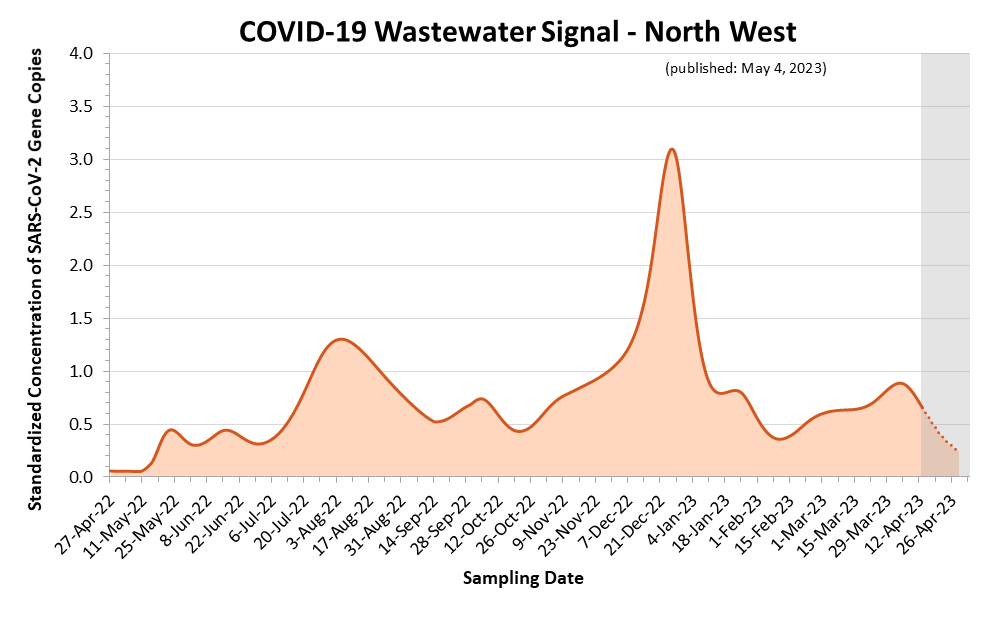 COVID-19 Wastewater Signal - North West
(published: May 4, 2023)
Standardized Concentration of SARS-CoV-2 Gene Copies
4.0
3.5
3.0
2.5
2.0
1.5
1.0
0.5
0.0
27-Apr-22
11-May-22
25-May-22
8-Jun-22
22-Jun-22
6-Jul-22
20-Jul-22
3-Aug-22
17-Aug-22
31-Aug-22
14-Sep-22
28-Sep-22
12-Oct-22
26-Oct-22
9-Nov-22
23-Nov-22
7-Dec-22
21-Dec-22
4-Jan-23
18-Jan-23
1-Feb-23
15-Feb-23
1-Mar-23
15-Mar-23
29-Mar-23
12-Apr-23
26-Apr-23
Sampling Date